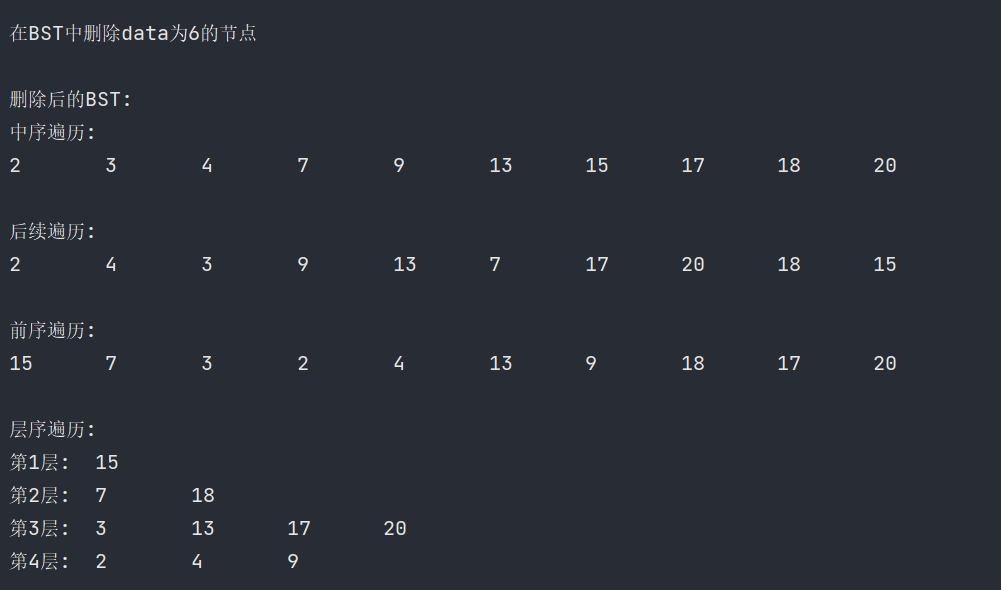 在BST中删除data为6的节点
删除后的BST:
中序遍历:
2 3 4 7 9 13 15 17 18 20
后续遍历:
2 4 3 9 13 7 17 20 18 15
前序遍历:
15 7 3 2 4 13 9 18 17 20
层序遍历:
第1层: 15
第2层: 7 18
第3层: 3 13 17 20
第4层: 2 4 9